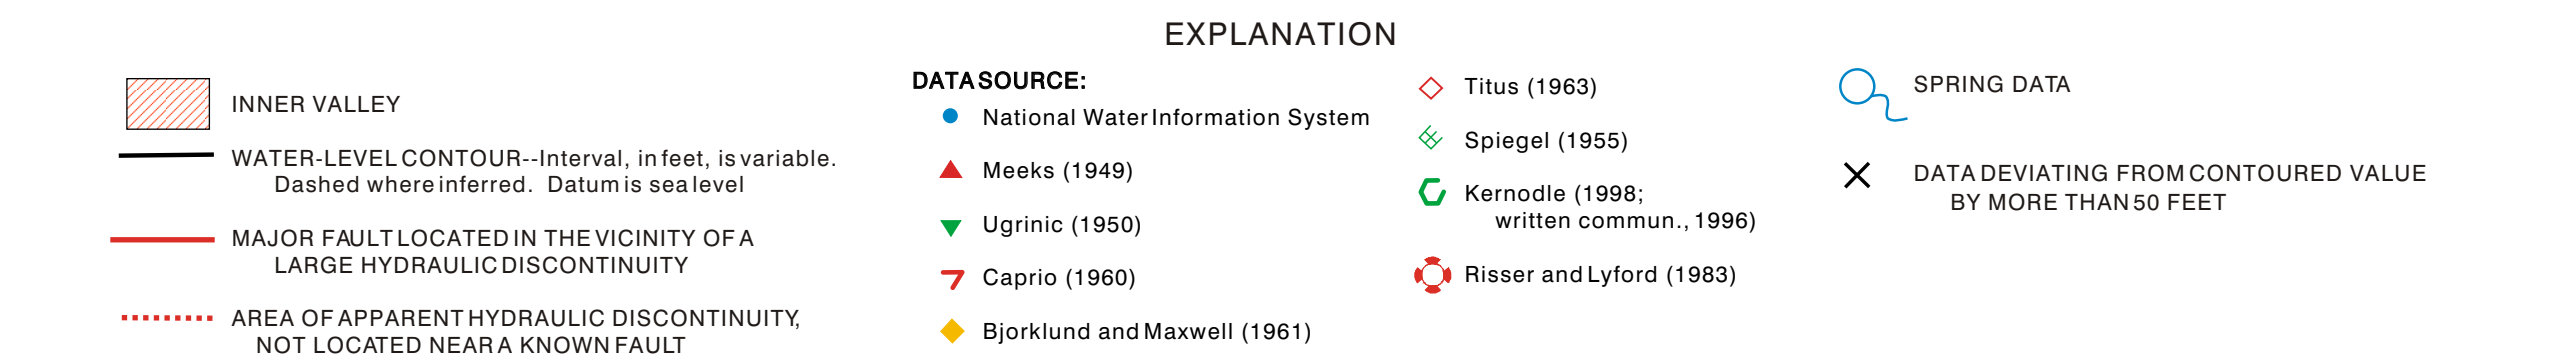 EXPLANATION
INNER VALLEY
WATER-LEVEL CONTOUR--Interval, in feet, is variable.
Dashed where inferred. Datum is sea level
MAJOR FAULT LOCATED IN THE VICINITY OF A
LARGE HYDRAULIC DISCONTINUITY
AREA OF APPARENT HYDRAULIC DISCONTINUITY,
NOT LOCATED NEAR A KNOWN FAULT
DATA SOURCE:
National Water Information System
Meeks (1949)
Ugrinic (1950)
Caprio (1960)
Bjorklund and Maxwell (1961)
Titus (1963)
Spiegel (1955)
Kernodle (1998;
written commun., 1996)
Risser and Lyford (1983)
SPRING DATA
DATA DEVIATING FROM CONTOURED VALUE
BY MORE THAN 50 FEET